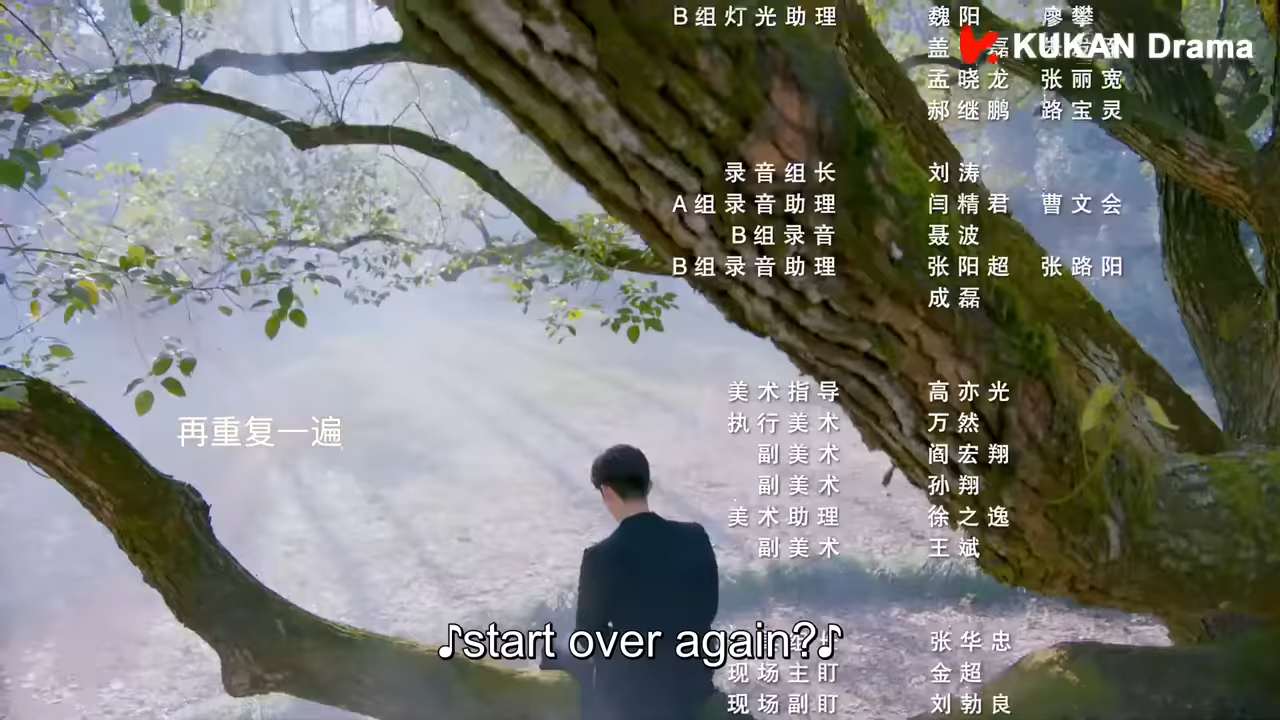 B组灯光助理 魏阳 廖攀
KUKAN Drama
孟晓龙 张丽宽
郝继鹏 路宝灵
录音组长 刘涛
A组录音助理 闫精君 曹文会
B组录音 聂波
B组录音助理 张阳超 张路阳
成磊
美术指导 高亦光
执行美术 万然
再重复一遍
副美术 阎宏翔
副美术 孙翔
美术助理 徐之逸
副美术 王斌
♪start over again?♪
张华忠
现场主盯 金超
现场副盯 刘勃良